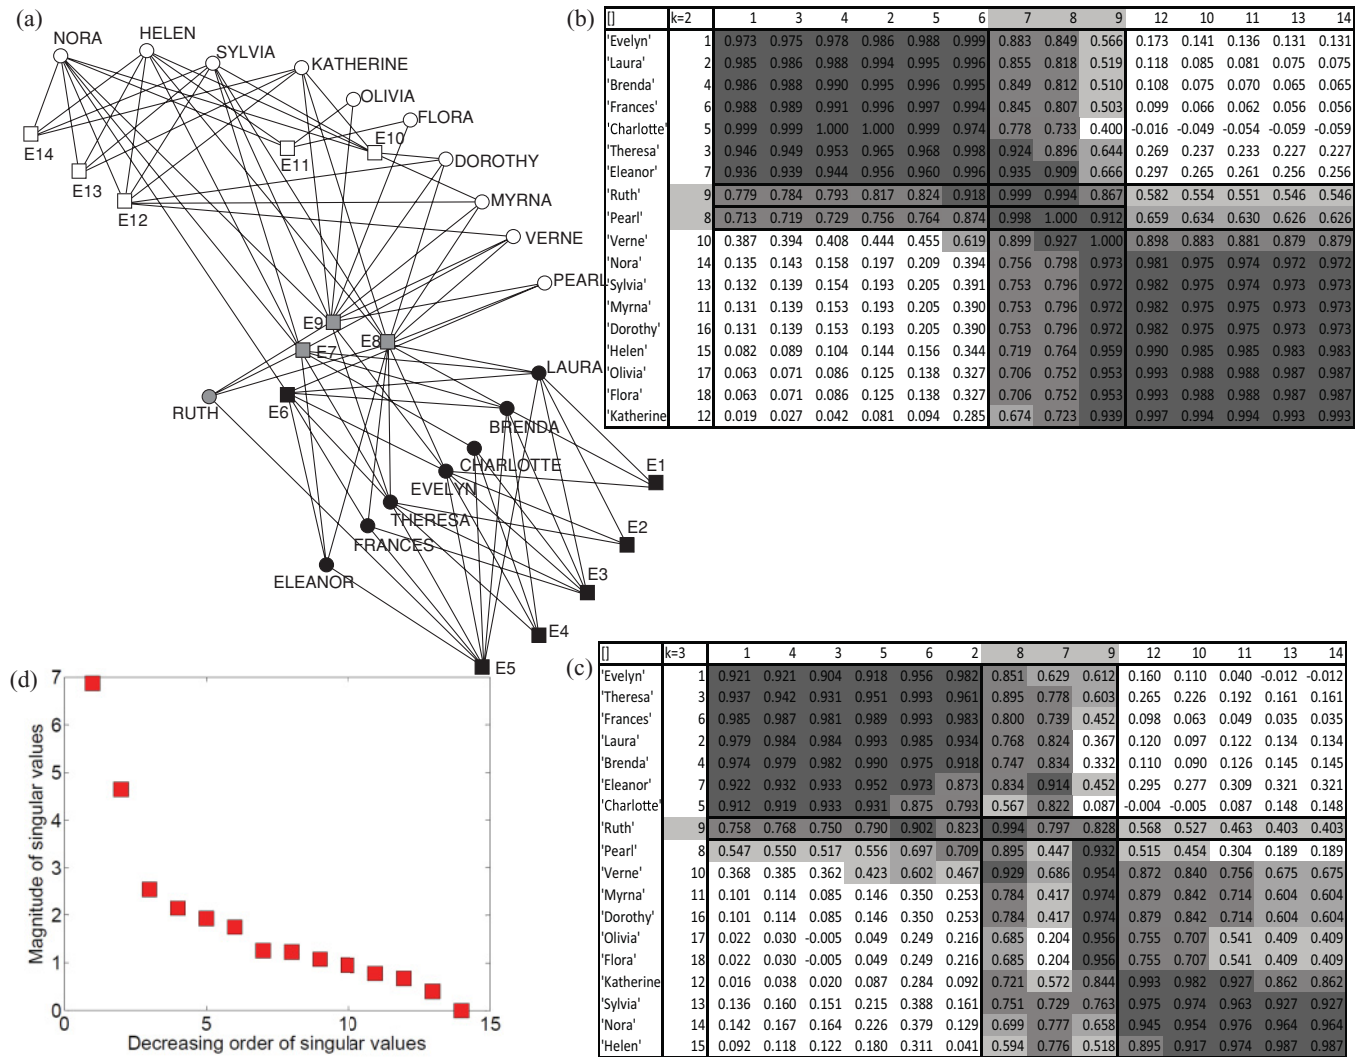 (a)
NORA
HELEN
SYLVIA
KATHERINE
OLIVIA
FLORA
E14
E13
E12
E11
E10
DOROTHY
MYRNA
VERNE
PEARL
E9
E8
E7
LAURA
RUTH
E6
BRENDA
CHARLOTTE
EVELYN
E1
THERESA
FRANCES
E2
ELEANOR
E3
E4
E5
(b)
[] k=2 1 3 4 2 5 6 7 8 9 12 10 11 13 14
'Evelyn' 1 0.973 0.975 0.978 0.986 0.988 0.999 0.883 0.849 0.566 0.173 0.141 0.136 0.131 0.131
'Laura' 2 0.985 0.986 0.988 0.994 0.995 0.996 0.855 0.818 0.519 0.118 0.085 0.081 0.075 0.075
'Brenda' 4 0.986 0.988 0.990 0.995 0.996 0.995 0.849 0.812 0.510 0.108 0.075 0.070 0.065 0.065
'Frances' 6 0.988 0.989 0.991 0.996 0.997 0.994 0.845 0.807 0.503 0.099 0.066 0.062 0.056 0.056
'Charlotte' 5 0.999 0.999 1.000 1.000 0.999 0.974 0.778 0.733 0.400 -0.016 -0.049 -0.054 -0.059 -0.059
'Theresa' 3 0.946 0.949 0.953 0.965 0.968 0.998 0.924 0.896 0.644 0.269 0.237 0.233 0.227 0.227
'Eleanor' 7 0.936 0.939 0.944 0.956 0.960 0.996 0.935 0.909 0.666 0.297 0.265 0.261 0.256 0.256
'Ruth' 9 0.779 0.784 0.793 0.817 0.824 0.918 0.999 0.994 0.867 0.582 0.554 0.551 0.546 0.546
'Pearl' 8 0.713 0.719 0.729 0.756 0.764 0.874 0.998 1.000 0.912 0.659 0.634 0.630 0.626 0.626
'Verne' 10 0.387 0.394 0.408 0.444 0.455 0.619 0.899 0.927 1.000 0.898 0.883 0.881 0.879 0.879
'Nora' 14 0.135 0.143 0.158 0.197 0.209 0.394 0.756 0.798 0.973 0.981 0.975 0.974 0.972 0.972
'Sylvia' 13 0.132 0.139 0.154 0.193 0.205 0.391 0.753 0.796 0.972 0.982 0.975 0.974 0.973 0.973
'Myrna' 11 0.131 0.139 0.153 0.193 0.205 0.390 0.753 0.796 0.972 0.982 0.975 0.975 0.973 0.973
'Dorothy' 16 0.131 0.139 0.153 0.193 0.205 0.390 0.753 0.796 0.972 0.982 0.975 0.975 0.973 0.973
'Helen' 15 0.082 0.089 0.104 0.144 0.156 0.344 0.719 0.764 0.959 0.990 0.985 0.985 0.983 0.983
'Olivia' 17 0.063 0.071 0.086 0.125 0.138 0.327 0.706 0.752 0.953 0.993 0.988 0.988 0.987 0.987
'Flora' 18 0.063 0.071 0.086 0.125 0.138 0.327 0.706 0.752 0.953 0.993 0.988 0.988 0.987 0.987
'Katherine 12 0.019 0.027 0.042 0.081 0.094 0.285 0.674 0.723 0.939 0.997 0.994 0.994 0.993 0.993
(c)
[] k=3 1 4 3 5 6 2 8 7 9 12 10 11 13 14
'Evelyn' 1 0.921 0.921 0.904 0.918 0.956 0.982 0.851 0.629 0.612 0.160 0.110 0.040 -0.012 -0.012
'Theresa' 3 0.937 0.942 0.931 0.951 0.993 0.961 0.895 0.778 0.603 0.265 0.226 0.192 0.161 0.161
'Frances' 6 0.985 0.987 0.981 0.989 0.993 0.983 0.800 0.739 0.452 0.098 0.063 0.049 0.035 0.035
'Laura' 2 0.979 0.984 0.984 0.993 0.985 0.934 0.768 0.824 0.367 0.120 0.097 0.122 0.134 0.134
'Brenda' 4 0.974 0.979 0.982 0.990 0.975 0.918 0.747 0.834 0.332 0.110 0.090 0.126 0.145 0.145
'Eleanor' 7 0.922 0.932 0.933 0.952 0.973 0.873 0.834 0.914 0.452 0.295 0.277 0.309 0.321 0.321
'Charlotte' 5 0.912 0.919 0.933 0.931 0.875 0.793 0.567 0.822 0.087 -0.004 -0.005 0.087 0.148 0.148
'Ruth' 9 0.758 0.768 0.750 0.790 0.902 0.823 0.994 0.797 0.828 0.568 0.527 0.463 0.403 0.403
'Pearl' 8 0.547 0.550 0.517 0.556 0.697 0.709 0.895 0.447 0.932 0.515 0.454 0.304 0.189 0.189
'Verne' 10 0.368 0.385 0.362 0.423 0.602 0.467 0.929 0.686 0.954 0.872 0.840 0.756 0.675 0.675
'Myrna' 11 0.101 0.114 0.085 0.146 0.350 0.253 0.784 0.417 0.974 0.879 0.842 0.714 0.604 0.604
'Dorothy' 16 0.101 0.114 0.085 0.146 0.350 0.253 0.784 0.417 0.974 0.879 0.842 0.714 0.604 0.604
'Olivia' 17 0.022 0.030 -0.005 0.049 0.249 0.216 0.685 0.204 0.956 0.755 0.707 0.541 0.409 0.409
'Flora' 18 0.022 0.030 -0.005 0.049 0.249 0.216 0.685 0.204 0.956 0.755 0.707 0.541 0.409 0.409
'Katherine 12 0.016 0.038 0.020 0.087 0.284 0.092 0.721 0.572 0.844 0.993 0.982 0.927 0.862 0.862
'Sylvia' 13 0.136 0.160 0.151 0.215 0.388 0.161 0.751 0.729 0.763 0.975 0.974 0.963 0.927 0.927
'Nora' 14 0.142 0.167 0.164 0.226 0.379 0.129 0.699 0.777 0.658 0.945 0.954 0.976 0.964 0.964
'Helen' 15 0.092 0.118 0.122 0.180 0.311 0.041 0.594 0.776 0.518 0.895 0.917 0.974 0.987 0.987
(d)
Magnitude of singular values
7
6
5
4
3
2
1
0
0 5 10 15
Decreasing order of singular values